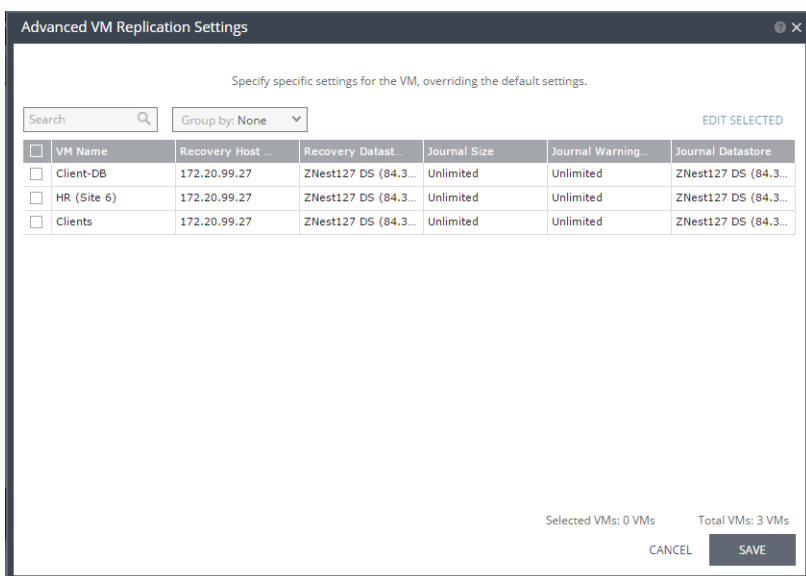 Advanced VM Replication Settings
Specify specific settings for the VM, overriding the default settings.
Search Group by: None EDIT SELECTED
VM Name Recovery Host ... Recovery Datast... Journal Size Journal Warning... Journal Datastore
Client-DB 172.20.99.27 ZNest127 DS (84.3... Unlimited Unlimited ZNest127 DS (84.3...
HR (Site 6) 172.20.99.27 ZNest127 DS (84.3... Unlimited Unlimited ZNest127 DS (84.3...
Clients 172.20.99.27 ZNest127 DS (84.3... Unlimited Unlimited ZNest127 DS (84.3...
Selected VMs: 0 VMs Total VMs: 3 VMs
CANCEL SAVE